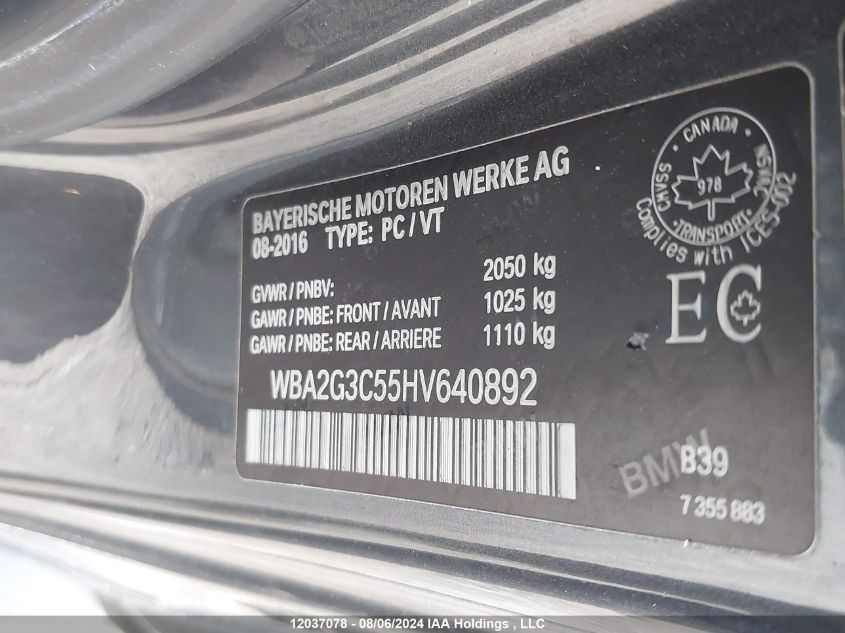 BAYERISCHE MOTOREN WERKE AG
08-2016 TYPE: PC / VT
GVWR / PNBV: 2050 kg
GAWR / PNBE: FRONT / AVANT 1025 kg
GAWR / PNBE: REAR / ARRIERE 1110 kg
WBA2G3C55HV640892
CANADA
CMVSS
NSVAC
978
TRANSPORT
Complies with ICES-002
EC
BMW
B39
7 355 883
12037078 - 08/06/2024 IAA Holdings , LLC